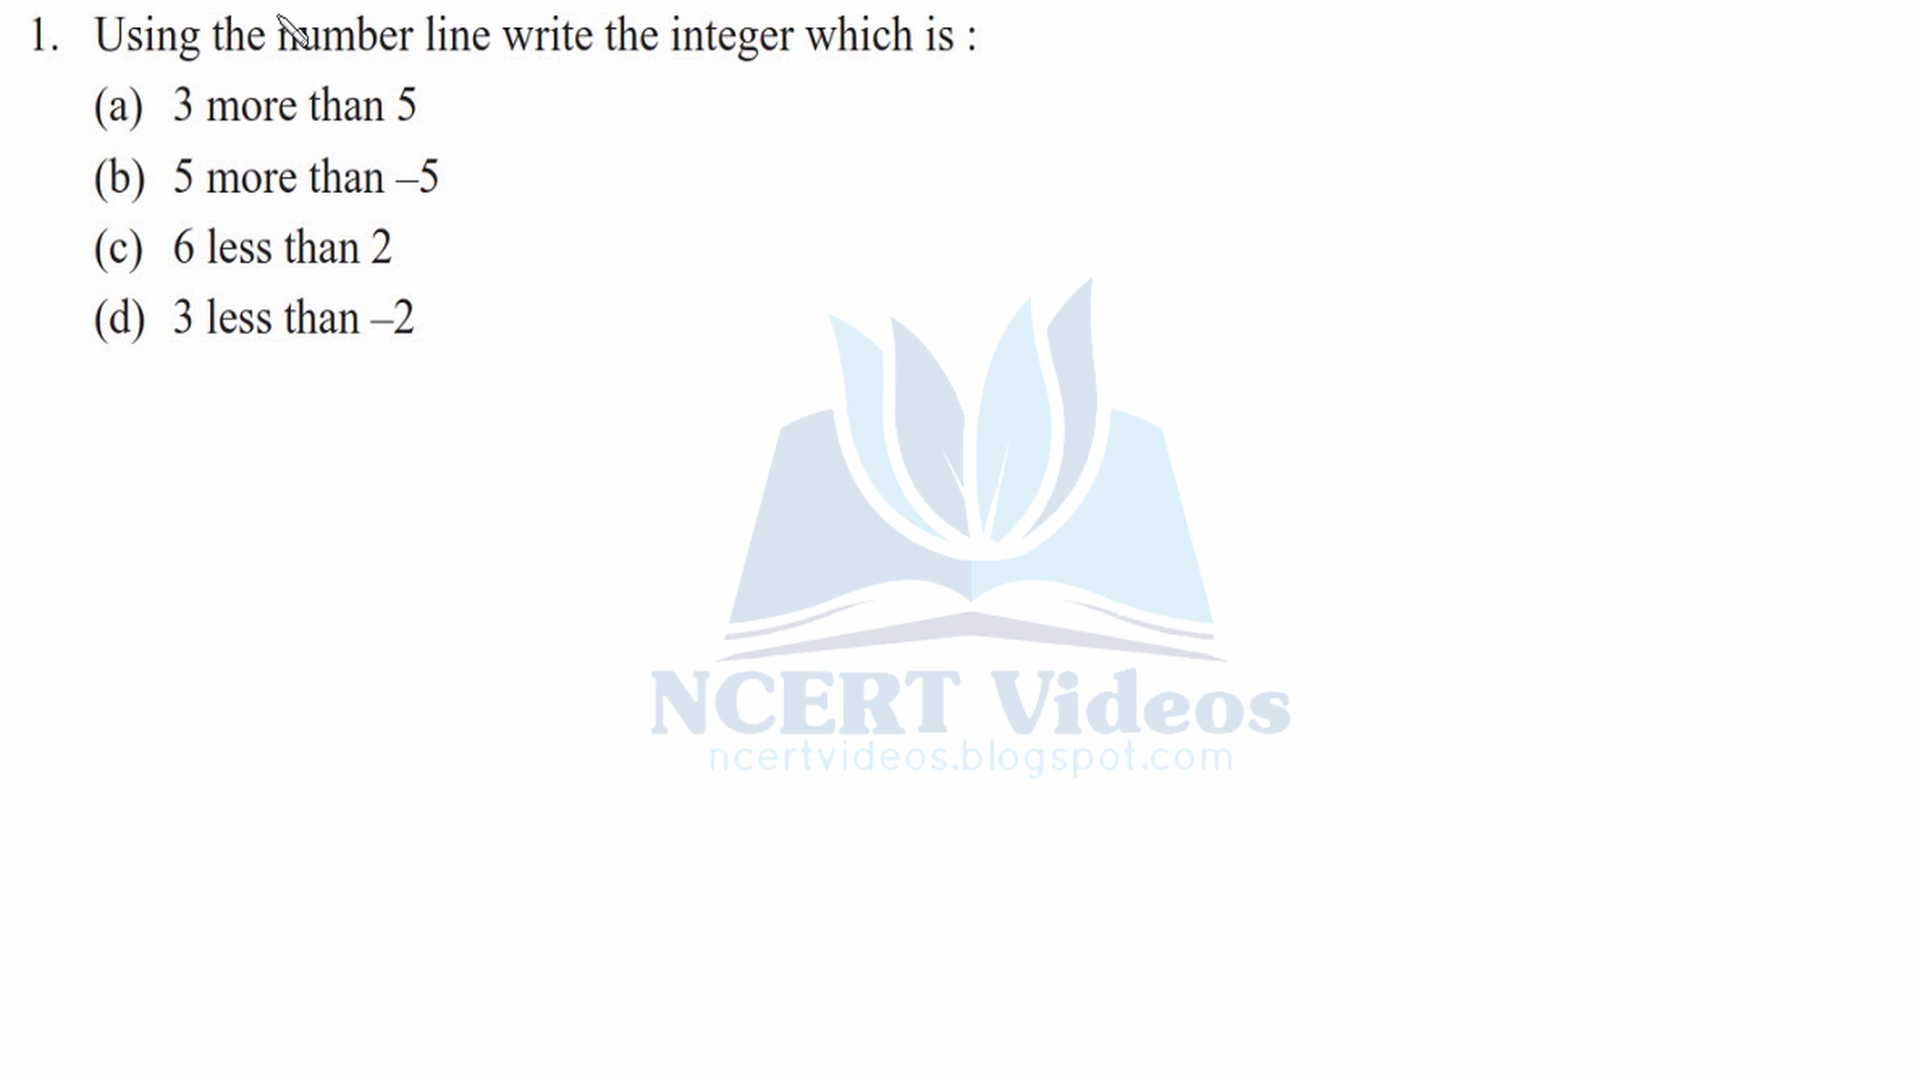 1. Using the number line write the integer which is :
(a) 3 more than 5
(b) 5 more than –5
(c) 6 less than 2
(d) 3 less than –2
NCERT Videos
ncertvideos.blogspot.com